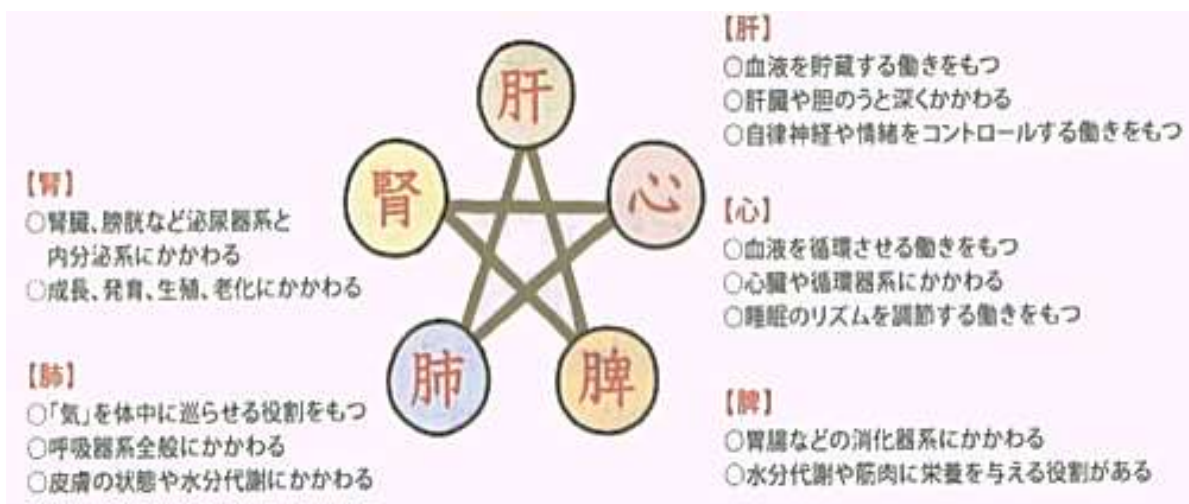 肝
心
脾
肺
腎
【肝】
○血液を貯蔵する働きをもつ
○肝臓や胆のうと深くかかわる
○自律神経や情緒をコントロールする働きをもつ
【心】
○血液を循環させる働きをもつ
○心臓や循環器系にかかわる
○睡眠のリズムを調節する働きをもつ
【脾】
○胃腸などの消化器系にかかわる
○水分代謝や筋肉に栄養を与える役割がある
【肺】
○「気」を体中に巡らせる役割をもつ
○呼吸器系全般にかかわる
○皮膚の状態や水分代謝にかかわる
【腎】
○腎臓、膀胱など泌尿器系と
内分泌系にかかわる
○成長、発育、生殖、老化にかかわる